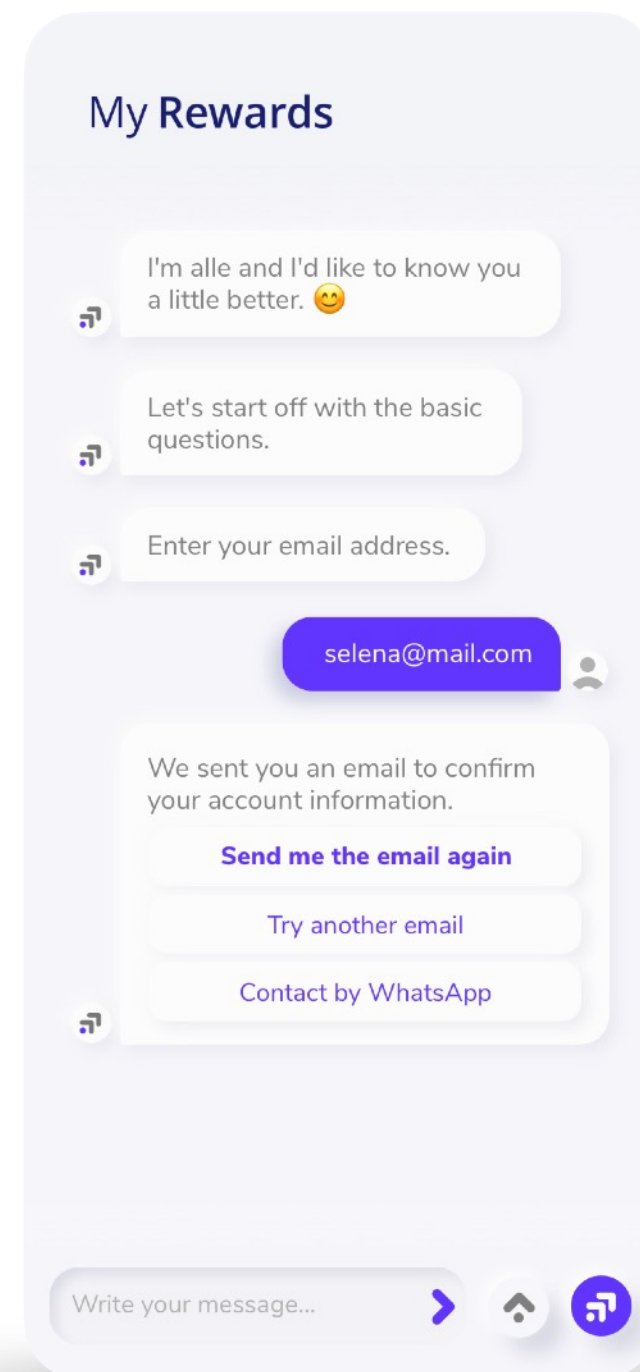 My Rewards
I'm alle and I'd like to know you
a little better. 😊
Let's start off with the basic
questions.
Enter your email address.
selena@mail.com
We sent you an email to confirm
your account information.
Send me the email again
Try another email
Contact by WhatsApp
Write your message...